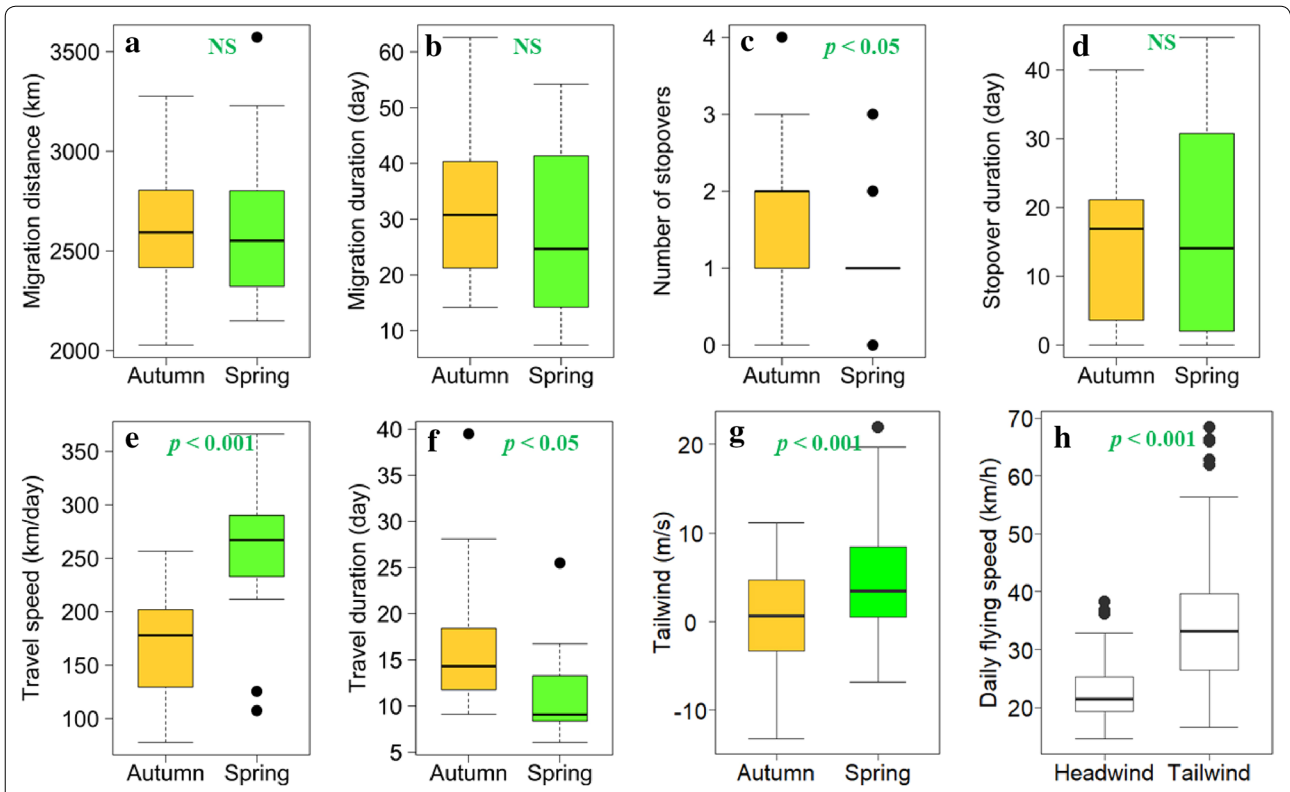 a
NS
Migration distance (km)
3500
3000
2500
2000
Autumn
Spring
b
NS
Migration duration (day)
60
50
40
30
20
10
Autumn
Spring
c
p < 0.05
Number of stopovers
4
3
2
1
0
Autumn
Spring
d
NS
Stopover duration (day)
40
30
20
10
0
Autumn
Spring
e
p < 0.001
Travel speed (km/day)
350
300
250
200
150
100
Autumn
Spring
f
p < 0.05
Travel duration (day)
40
35
30
25
20
15
10
5
Autumn
Spring
g
p < 0.001
Tailwind (m/s)
20
10
0
-10
Autumn
Spring
h
p < 0.001
Daily flying speed (km/h)
70
60
50
40
30
20
Headwind
Tailwind